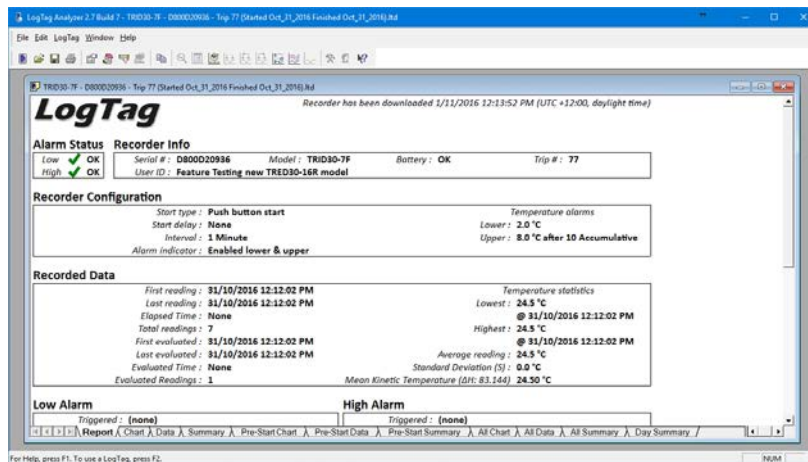 LogTag Analyzer 2.7 Build 7 - TRID30-7F - D800D20936 - Trip 77 (Started Oct_31_2016 Finished Oct_31_2016).ltd
File Edit LogTag Window Help
TRID30-7F - D800D20936 - Trip 77 (Started Oct_31_2016 Finished Oct_31_2016).ltd
LogTag
Recorder has been downloaded 1/11/2016 12:13:52 PM (UTC +12:00, daylight time)
Alarm Status Recorder Info
Low OK Serial # : D800D20936 Model : TRID30-7F Battery : OK Trip # : 77
High OK User ID : Feature Testing new TRED30-16R model
Recorder Configuration
Start type : Push button start Temperature alarms
Start delay : None Lower : 2.0 °C
Interval : 1 Minute Upper : 8.0 °C after 10 Accumulative
Alarm indicator : Enabled lower & upper
Recorded Data
First reading : 31/10/2016 12:12:02 PM Temperature statistics
Last reading : 31/10/2016 12:12:02 PM Lowest : 24.5 °C
Elapsed Time : None @ 31/10/2016 12:12:02 PM
Total readings : 7 Highest : 24.5 °C
First evaluated : 31/10/2016 12:12:02 PM @ 31/10/2016 12:12:02 PM
Last evaluated : 31/10/2016 12:12:02 PM Average reading : 24.5 °C
Evaluated Time : None Standard Deviation (S) : 0.0 °C
Evaluated Readings : 1 Mean Kinetic Temperature (ΔH: 83.144) 24.50 °C
Low Alarm High Alarm
Triggered : (none) Triggered : (none)
Report Chart Data Summary Pre-Start Chart Pre-Start Data Pre-Start Summary All Chart All Data All Summary Day Summary
For Help, press F1. To use a LogTag, press F2. NUM